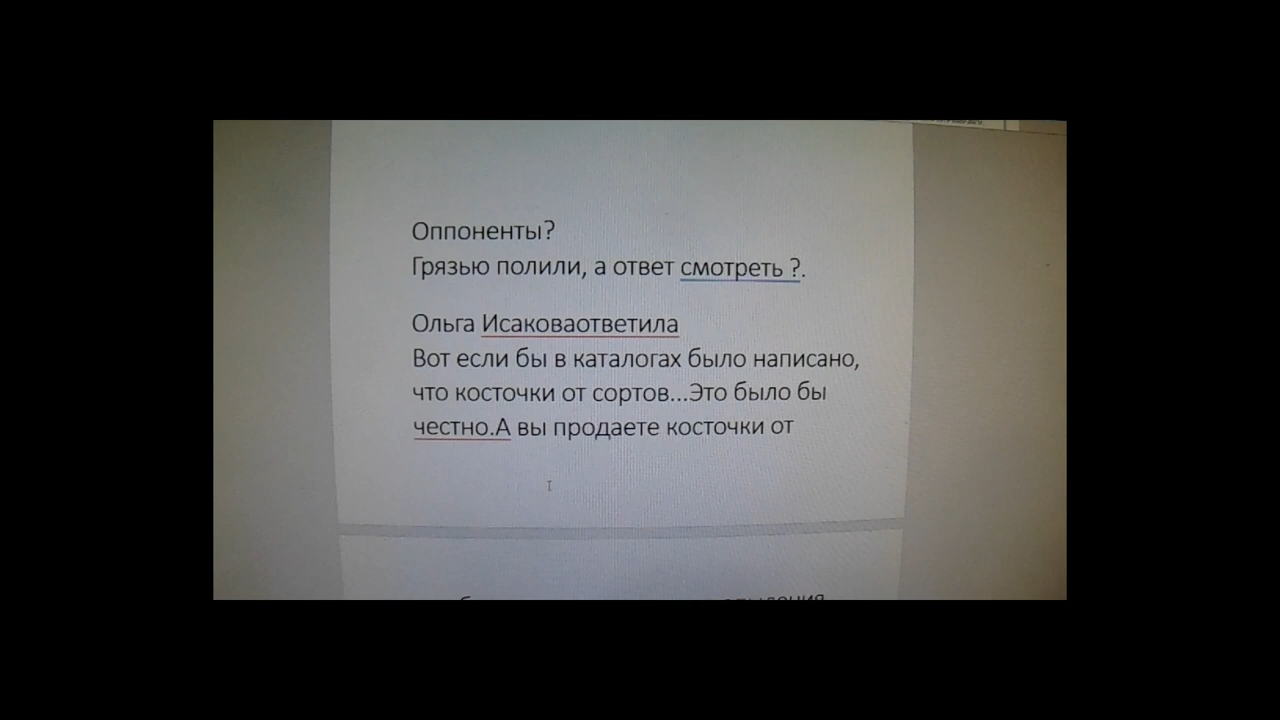 Оппоненты?
Грязью полили, а ответ смотреть ?.
Ольга Исаковаответила
Вот если бы в каталогах было написано,
что косточки от сортов...Это было бы
честно.А вы продаете косточки от